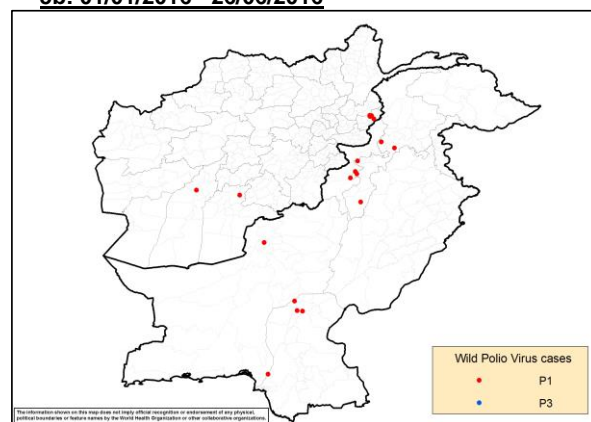 Wild Polio Virus cases
P1
P3
The information shown on this map does not imply official recognition or endorsement of any physical,
political boundaries or feature names by the World Health Organization or other collaborative organizations.